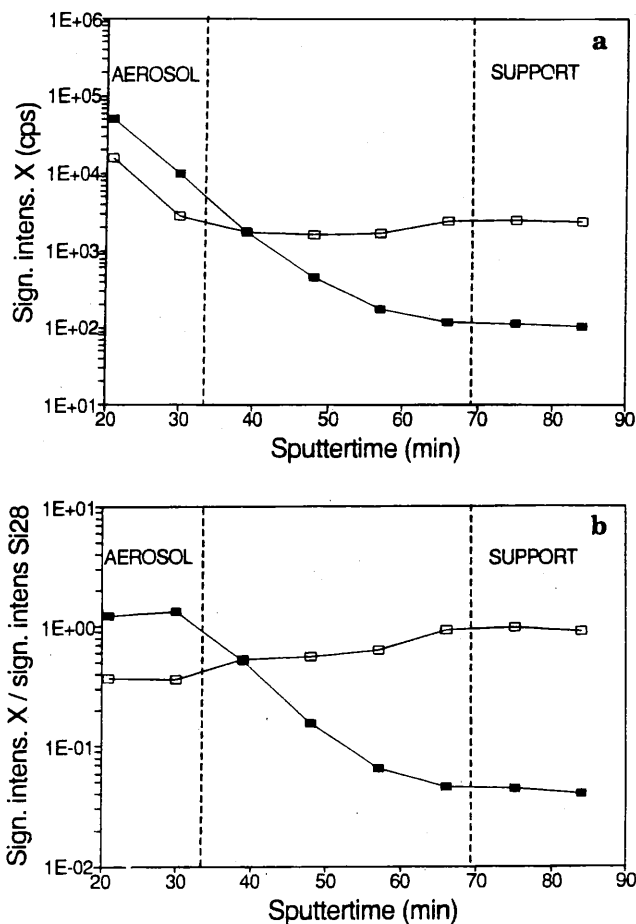 a
1E+06
AEROSOL
SUPPORT
1E+05
1E+04
1E+03
1E+02
1E+01
Sign. intens. X (cps)
20 30 40 50 60 70 80 90
Sputtertime (min)
b
1E+01
AEROSOL
SUPPORT
1E+00
1E-01
1E-02
Sign. intens. X / sign. intens Si28
20 30 40 50 60 70 80 90
Sputtertime (min)